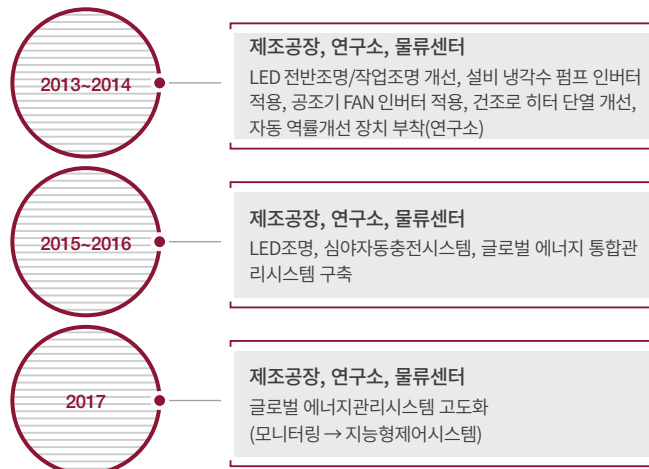 2013~2014
제조공장, 연구소, 물류센터
LED 전반조명/작업조명 개선, 설비 냉각수 펌프 인버터
적용, 공조기 FAN 인버터 적용, 건조로 히터 단열 개선,
자동 역률개선 장치 부착(연구소)
2015~2016
제조공장, 연구소, 물류센터
LED조명, 심야자동충전시스템, 글로벌 에너지 통합관
리시스템 구축
2017
제조공장, 연구소, 물류센터
글로벌 에너지관리시스템 고도화
(모니터링 → 지능형제어시스템)